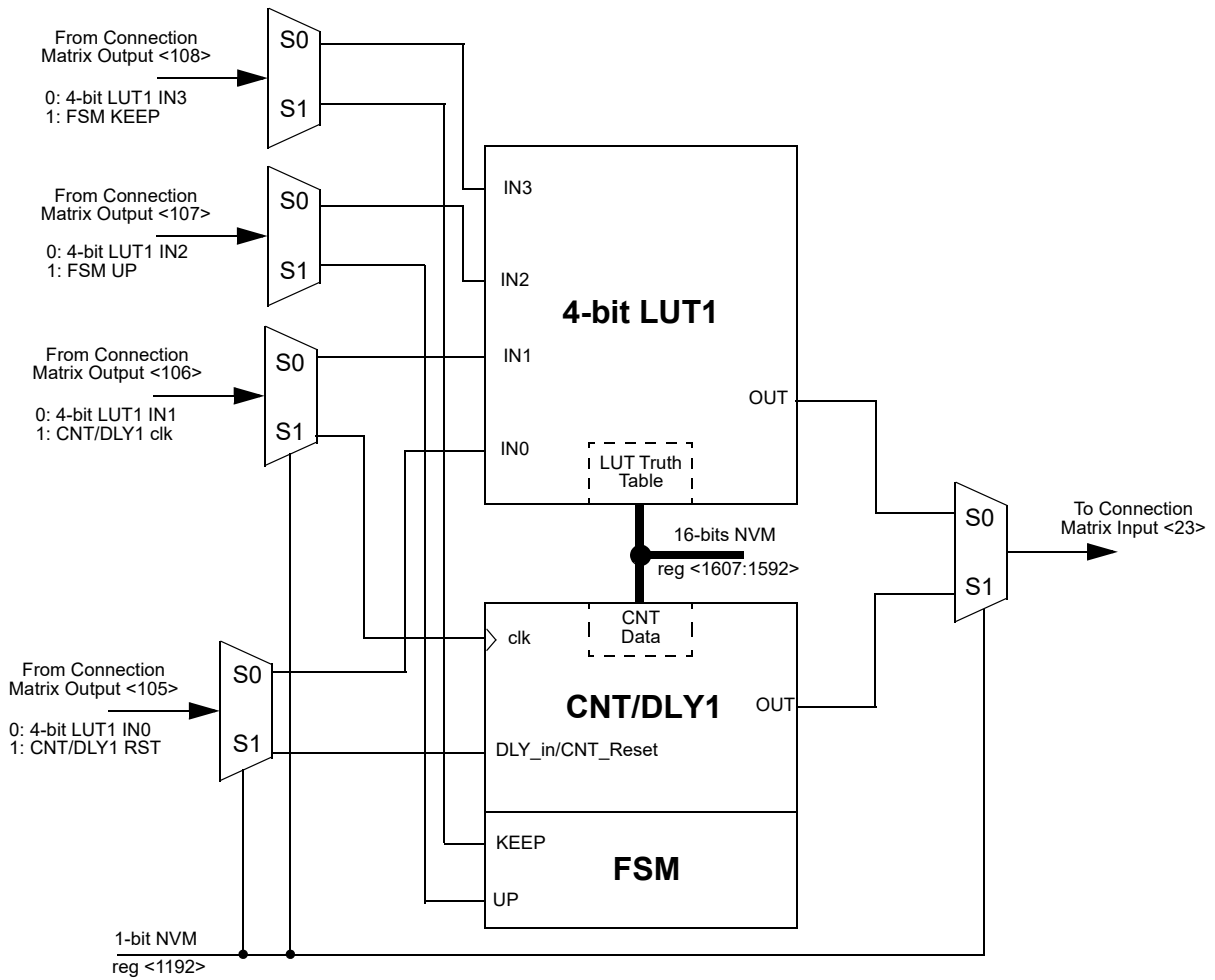 From Connection
Matrix Output <108>
0: 4-bit LUT1 IN3
1: FSM KEEP
S0
S1
From Connection
Matrix Output <107>
0: 4-bit LUT1 IN2
1: FSM UP
S0
S1
From Connection
Matrix Output <106>
0: 4-bit LUT1 IN1
1: CNT/DLY1 clk
S0
S1
From Connection
Matrix Output <105>
0: 4-bit LUT1 IN0
1: CNT/DLY1 RST
S0
S1
IN3
IN2
IN1
IN0
4-bit LUT1
OUT
LUT Truth
Table
16-bits NVM
reg <1607:1592>
CNT
Data
clk
CNT/DLY1
OUT
DLY_in/CNT_Reset
KEEP
UP
FSM
S0
S1
To Connection
Matrix Input <23>
1-bit NVM
reg <1192>